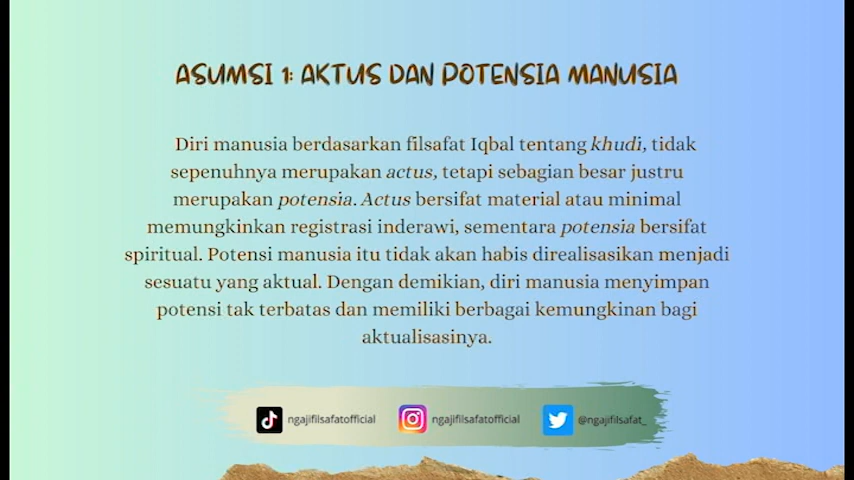 ASUMSI 1: AKTUS DAN POTENSIA MANUSIA
Diri manusia berdasarkan filsafat Iqbal tentang khudi, tidak
sepenuhnya merupakan actus, tetapi sebagian besar justru
merupakan potensia. Actus bersifat material atau minimal
memungkinkan registrasi inderawi, sementara potensia bersifat
spiritual. Potensi manusia itu tidak akan habis direalisasikan menjadi
sesuatu yang aktual. Dengan demikian, diri manusia menyimpan
potensi tak terbatas dan memiliki berbagai kemungkinan bagi
aktualisasinya.
ngajifilsafatofficial ngajifilsafatofficial @ngajifilsafat_